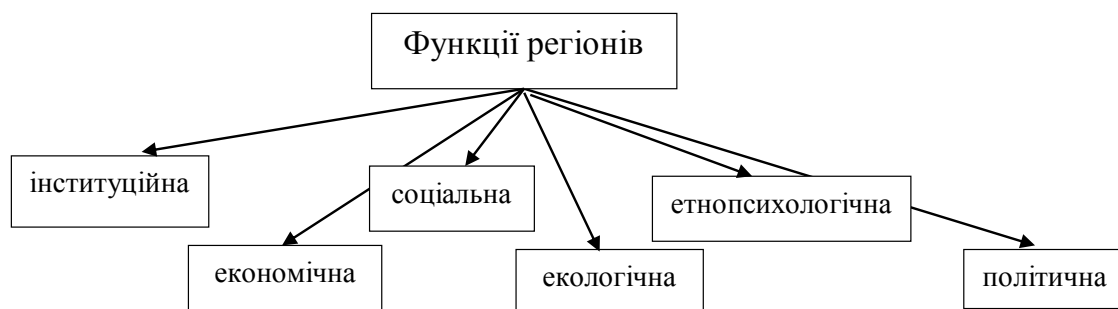 Функції регіонів
інституційна
соціальна
етнопсихологічна
економічна
екологічна
політична